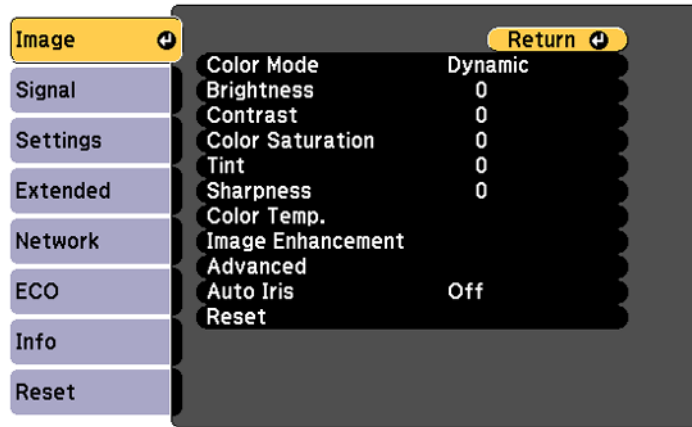 Image
Signal
Settings
Extended
Network
ECO
Info
Reset
Return
Color Mode Dynamic
Brightness 0
Contrast 0
Color Saturation 0
Tint 0
Sharpness 0
Color Temp.
Image Enhancement
Advanced
Auto Iris Off
Reset